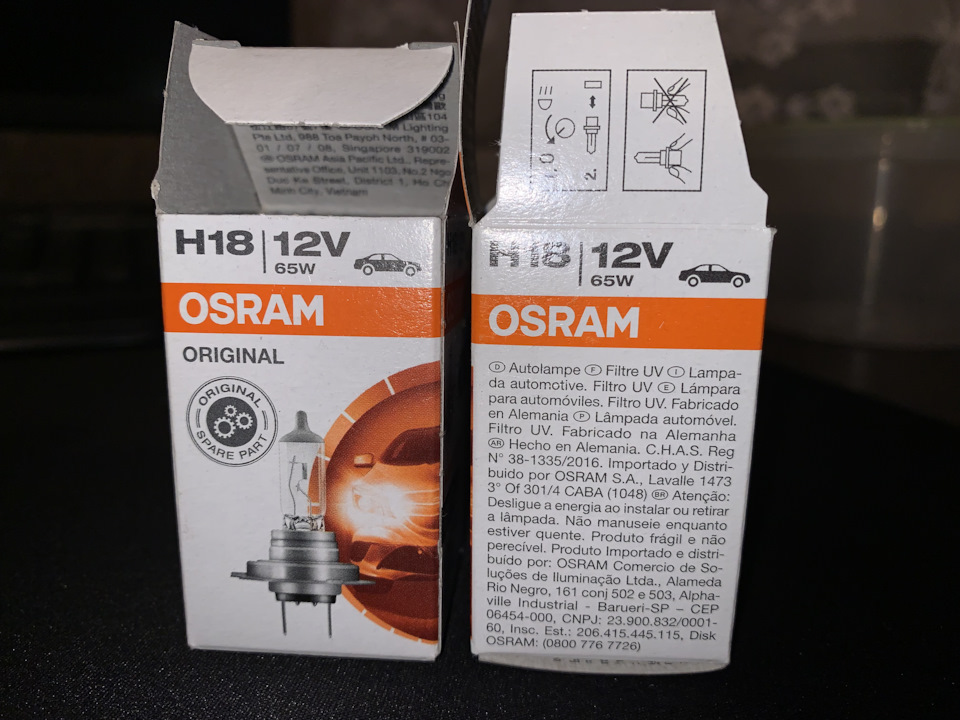 104
Lighting
Pte Ltd, 988 Toa Payoh North, # 03-
01 / 07 / 08, Singapore 319002
OSRAM Asia Pacific Ltd., Repre-
sentative Office, Unit 1103, No.2 Ngo
Duc Ke Street, District 1, Ho Chi
Minh City, Vietnam
H18 12V
65W
OSRAM
ORIGINAL
ORIGINAL
SPARE PART
1. 0
2.
H18 12V
65W
OSRAM
D Autolampe F Filtre UV I Lampa-
da automotive. Filtro UV E Lámpara
para automóviles. Filtro UV. Fabricado
en Alemania P Lâmpada automóvel.
Filtro UV. Fabricado na Alemanha
AR Hecho en Alemania. C.H.A.S. Reg
N° 38-1335/2016. Importado y Distri-
buido por OSRAM S.A., Lavalle 1473
3° Of 301/4 CABA (1048) BR Atenção:
Desligue a energia ao instalar ou retirar
a lâmpada. Não manuseie enquanto
estiver quente. Produto frágil e não
perecível. Produto Importado e distri-
buído por: OSRAM Comercio de So-
luções de Iluminação Ltda., Alameda
Rio Negro, 161 conj 502 e 503, Alpha-
ville Industrial - Barueri-SP – CEP
06454-000, CNPJ: 23.900.832/0001-
60, Insc. Est.: 206.415.445.115, Disk
OSRAM: (0800 776 7726)